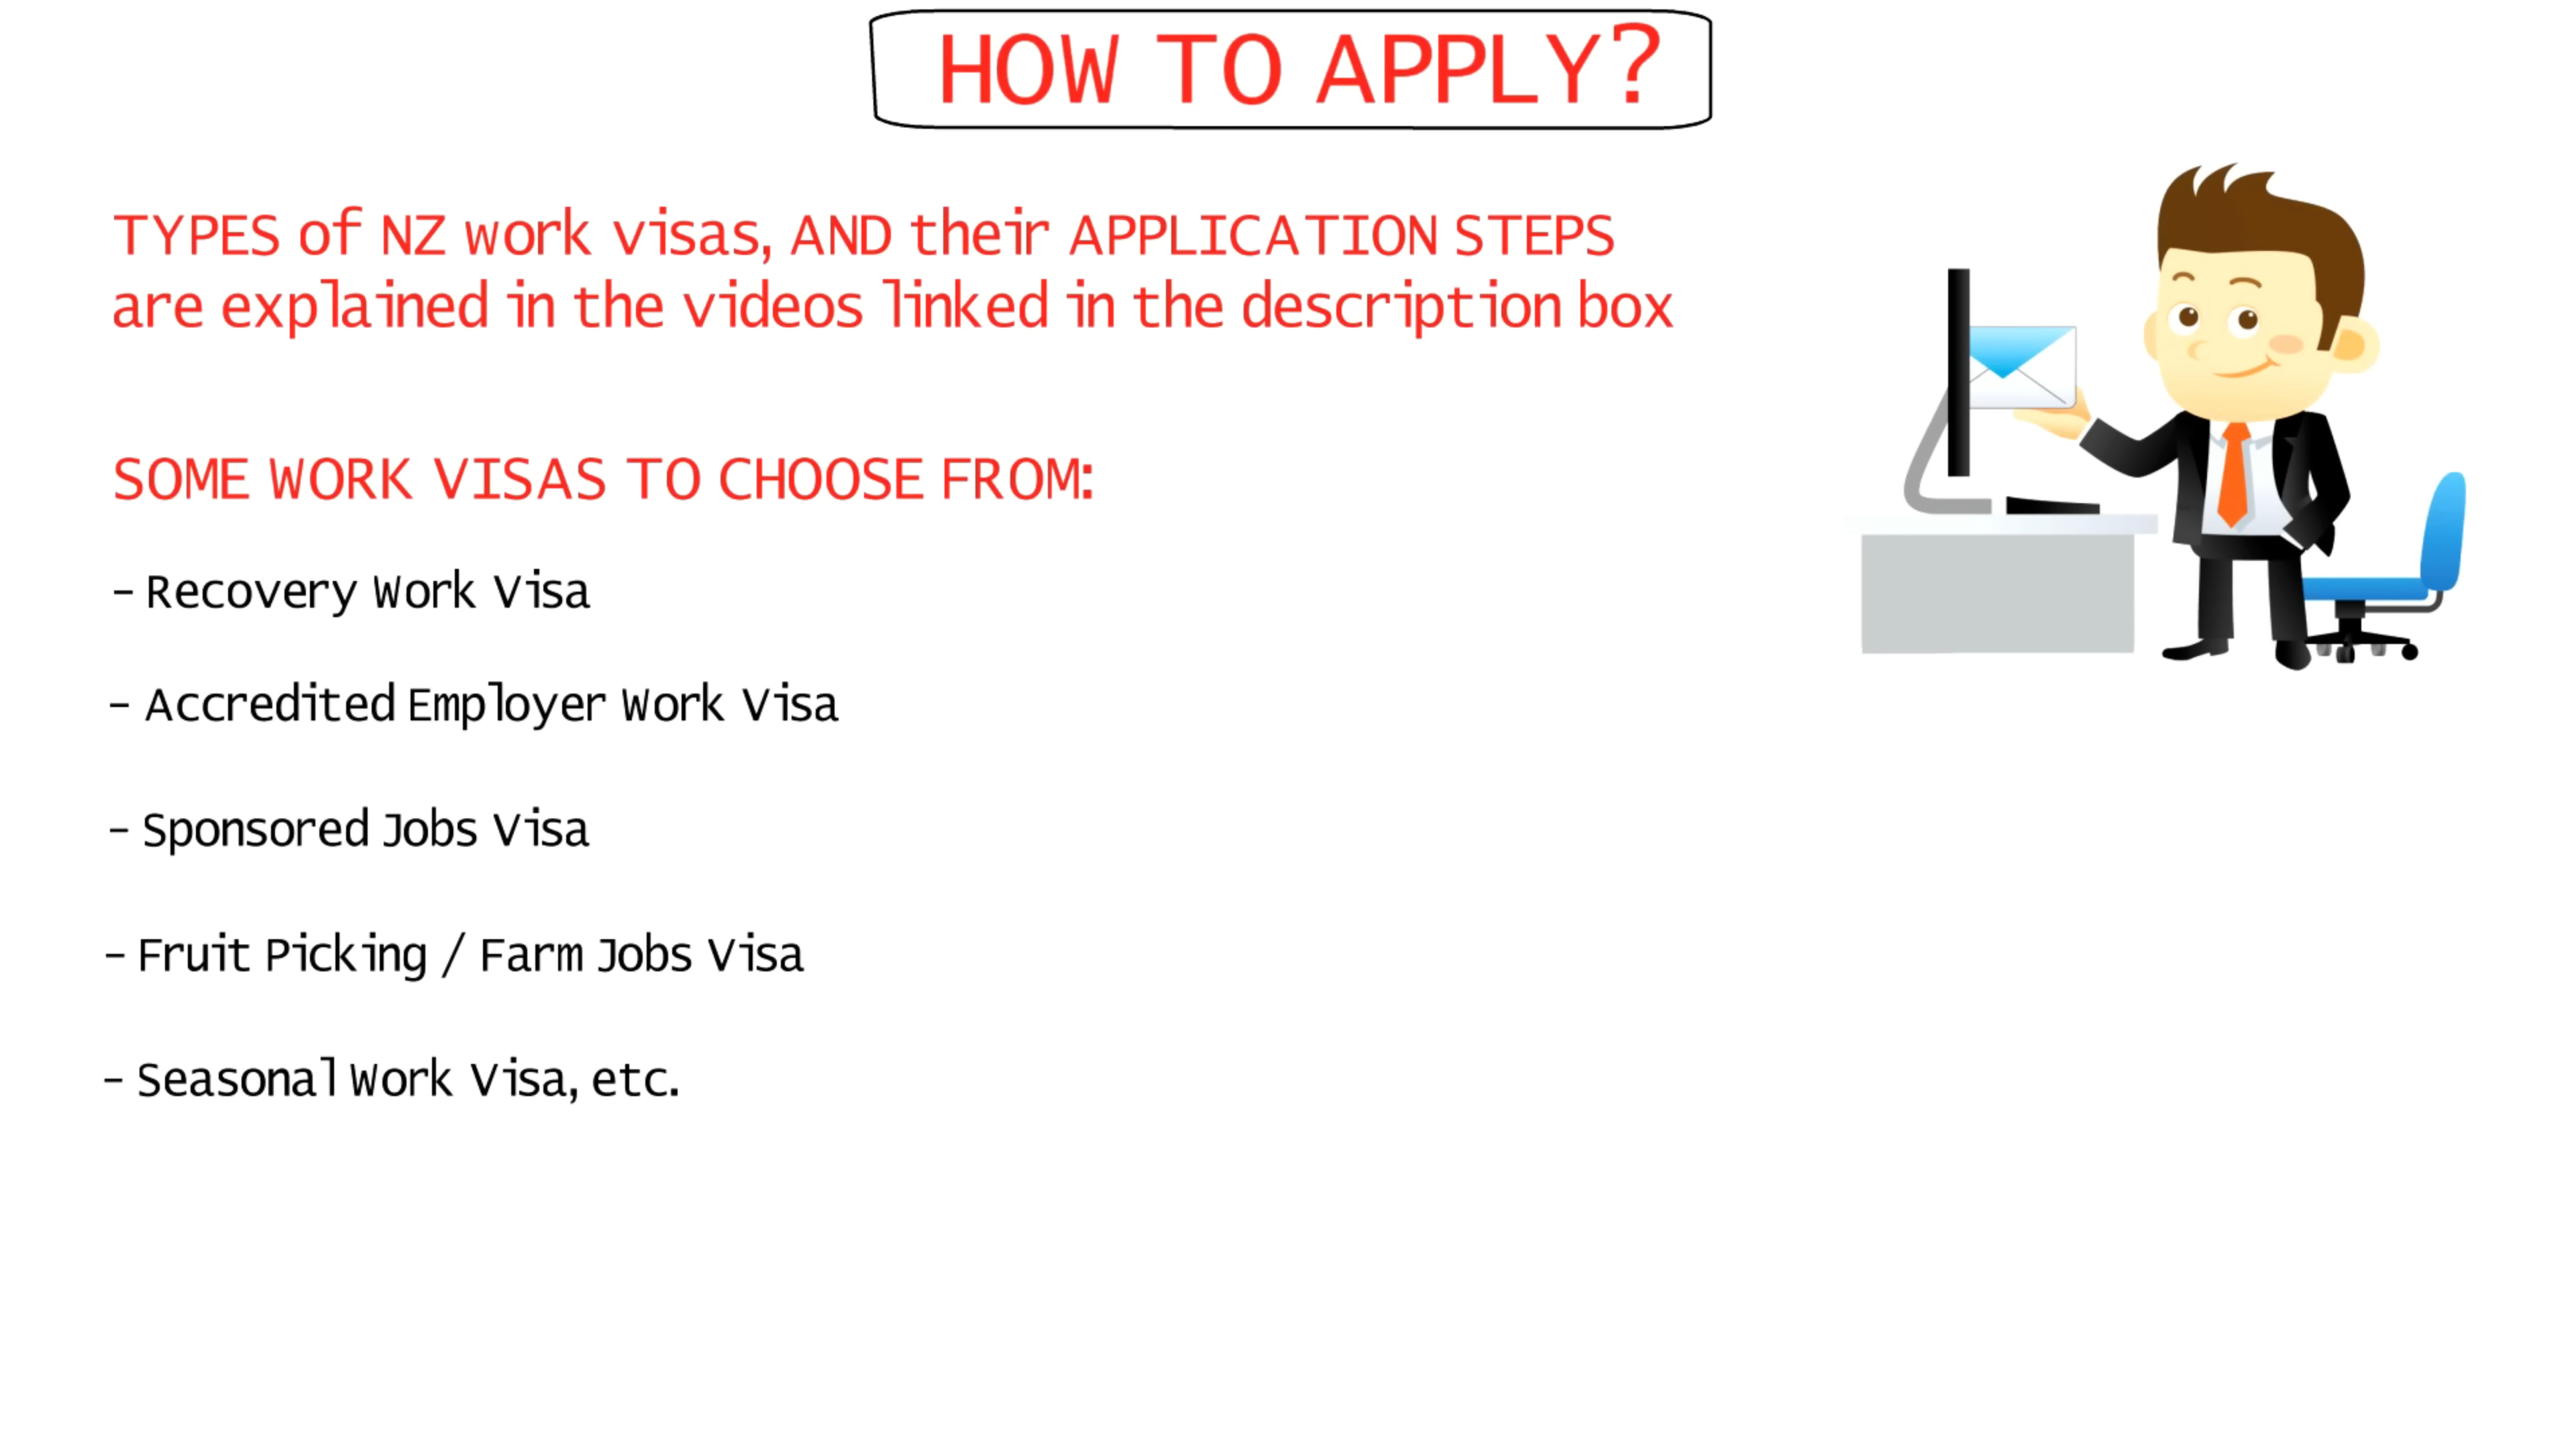 HOW TO APPLY?
TYPES of NZ work visas, AND their APPLICATION STEPS
are explained in the videos linked in the description box
SOME WORK VISAS TO CHOOSE FROM:
- Recovery Work Visa
- Accredited Employer Work Visa
- Sponsored Jobs Visa
- Fruit Picking / Farm Jobs Visa
- Seasonal Work Visa, etc.